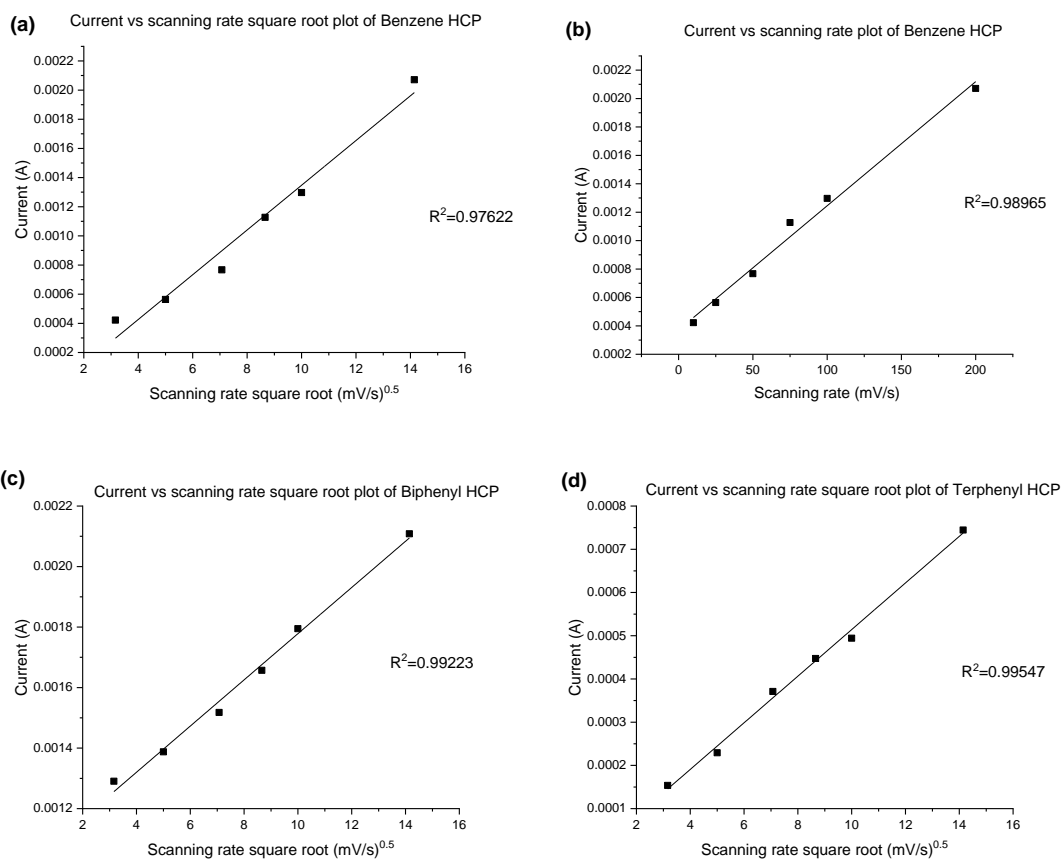 (a)
Current vs scanning rate square root plot of Benzene HCP
0.0022
0.0020
0.0018
0.0016
0.0014
0.0012
0.0010
0.0008
0.0006
0.0004
0.0002
Current (A)
R²=0.97622
2 4 6 8 10 12 14 16
Scanning rate square root (mV/s)^0.5
(b)
Current vs scanning rate plot of Benzene HCP
0.0022
0.0020
0.0018
0.0016
0.0014
0.0012
0.0010
0.0008
0.0006
0.0004
0.0002
Current (A)
R²=0.98965
0 50 100 150 200
Scanning rate (mV/s)
(c)
Current vs scanning rate square root plot of Biphenyl HCP
0.0022
0.0020
0.0018
0.0016
0.0014
0.0012
Current (A)
R²=0.99223
2 4 6 8 10 12 14 16
Scanning rate square root (mV/s)^0.5
(d)
Current vs scanning rate square root plot of Terphenyl HCP
0.0008
0.0007
0.0006
0.0005
0.0004
0.0003
0.0002
0.0001
Current (A)
R²=0.99547
2 4 6 8 10 12 14 16
Scanning rate square root (mV/s)^0.5